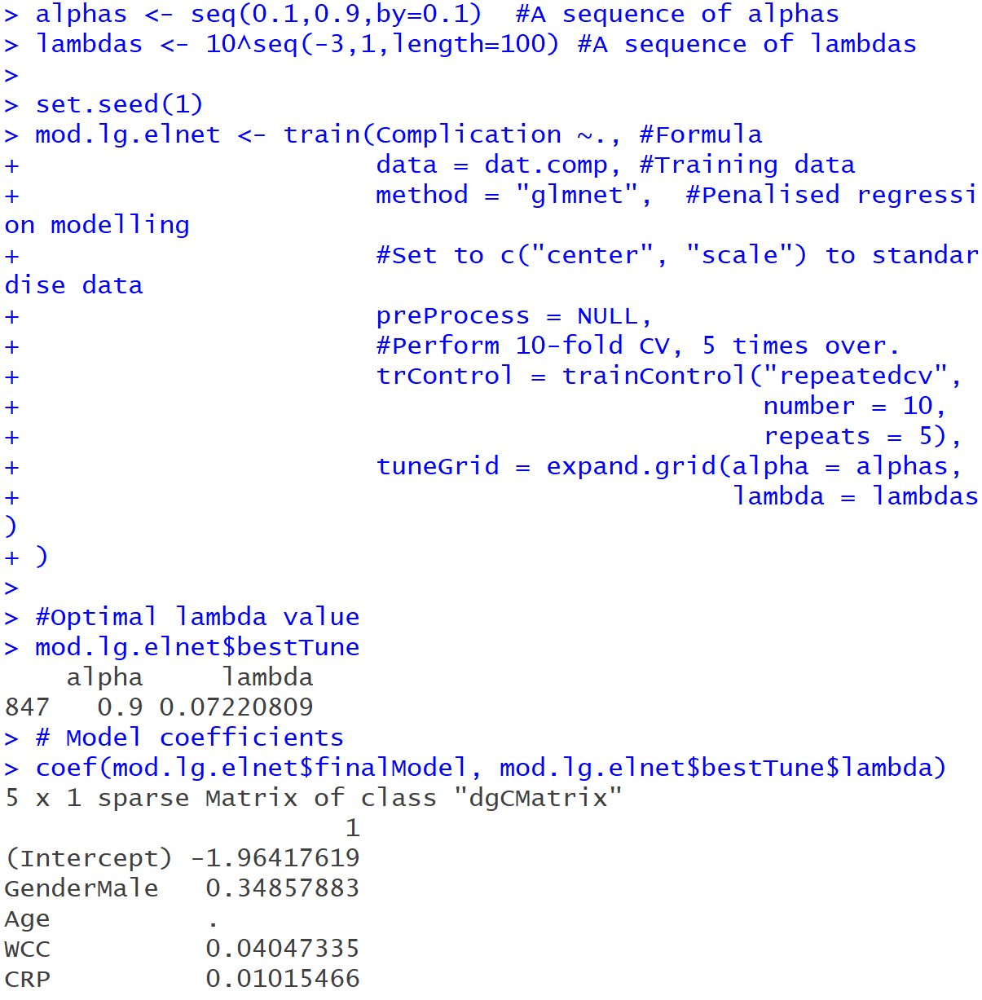 > alphas <- seq(0.1,0.9,by=0.1)  #A sequence of alphas
> lambdas <- 10^seq(-3,1,length=100) #A sequence of lambdas
>
> set.seed(1)
> mod.lg.elnet <- train(Complication ~., #Formula
+                       data = dat.comp, #Training data
+                       method = "glmnet",  #Penalised regressi
on modelling
+                       #Set to c("center", "scale") to standar
dise data
+                       preProcess = NULL,
+                       #Perform 10-fold CV, 5 times over.
+                       trControl = trainControl("repeatedcv",
+                                                number = 10,
+                                                repeats = 5),
+                       tuneGrid = expand.grid(alpha = alphas,
+                                              lambda = lambdas
)
+ )
>
> #Optimal lambda value
> mod.lg.elnet$bestTune
    alpha     lambda
847   0.9 0.07220809
> # Model coefficients
> coef(mod.lg.elnet$finalModel, mod.lg.elnet$bestTune$lambda)
5 x 1 sparse Matrix of class "dgCMatrix"
                      1
(Intercept) -1.96417619
GenderMale   0.34857883
Age          .
WCC          0.04047335
CRP          0.01015466